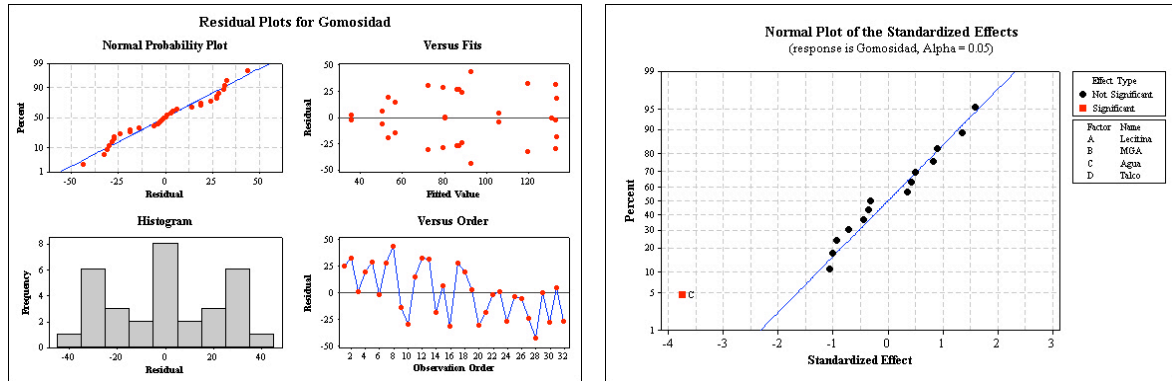 Residual Plots for Gomosidad
Normal Probability Plot
99
90
50
10
1
Percent
-50 -25 0 25 50
Residual
Versus Fits
50
25
0
-25
-50
Residual
40 60 80 100 120
Fitted Value
Histogram
8
6
4
2
0
Frequency
-40 -20 0 20 40
Residual
Versus Order
50
25
0
-25
-50
Residual
2 4 6 8 10 12 14 16 18 20 22 24 26 28 30 32
Observation Order
Normal Plot of the Standardized Effects
(response is Gomosidad, Alpha = 0.05)
99
95
90
80
70
60
50
40
30
20
10
5
1
Percent
C
-4 -3 -2 -1 0 1 2 3
Standardized Effect
Effect Type
Not Significant
Significant
Factor Name
A Lecitina
B MGA
C Agua
D Talco